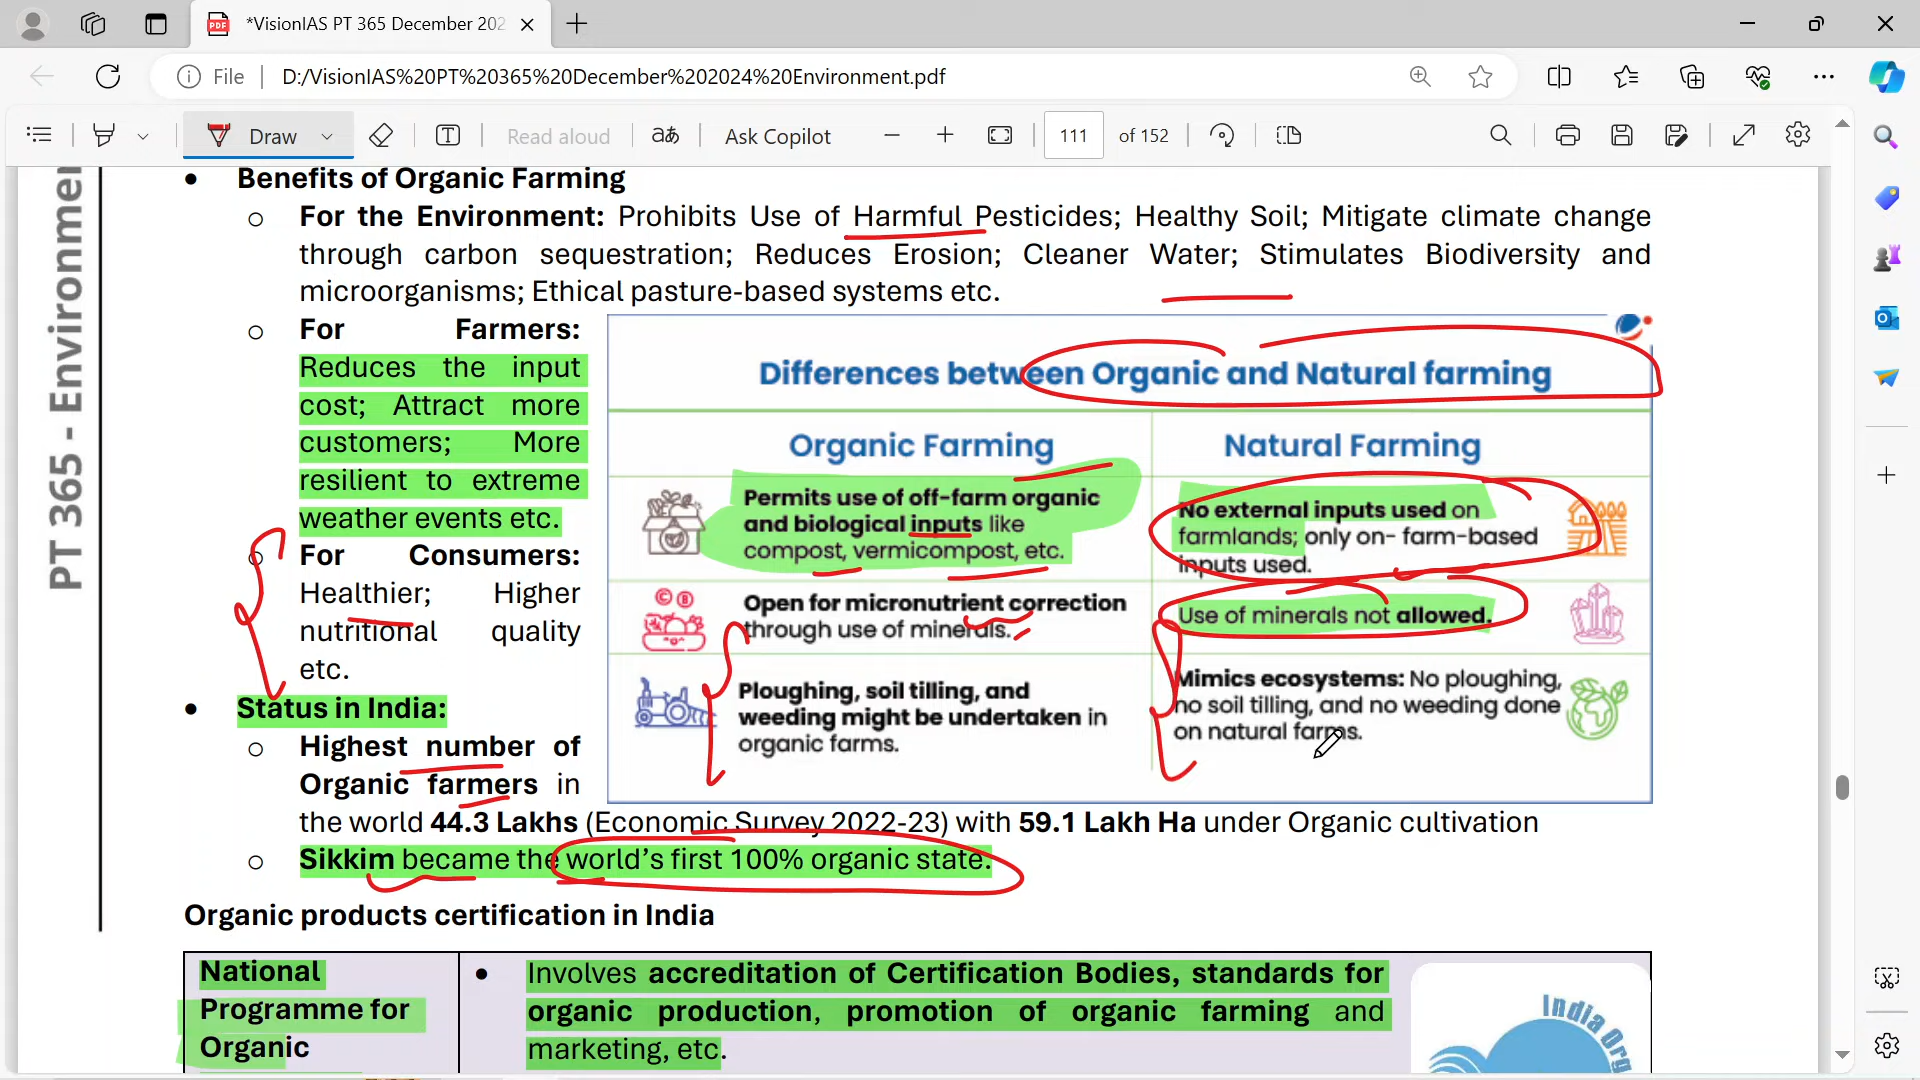 *VisionIAS PT 365 December 202
File
D:/VisionIAS%20PT%20365%20December%202024%20Environment.pdf
Draw
Read aloud
aあ
Ask Copilot
111
of 152
PT 365 - Environmen
• Benefits of Organic Farming
o For the Environment: Prohibits Use of Harmful Pesticides; Healthy Soil; Mitigate climate change
through carbon sequestration; Reduces Erosion; Cleaner Water; Stimulates Biodiversity and
microorganisms; Ethical pasture-based systems etc.
o For Farmers:
Reduces the input
cost; Attract more
customers; More
resilient to extreme
weather events etc.
o For Consumers:
Healthier; Higher
nutritional quality
etc.
Differences between Organic and Natural farming
Organic Farming
Natural Farming
Permits use of off-farm organic
and biological inputs like
compost, vermicompost, etc.
No external inputs used on
farmlands; only on- farm-based
inputs used.
Open for micronutrient correction
through use of minerals.
Use of minerals not allowed.
Ploughing, soil tilling, and
weeding might be undertaken in
organic farms.
Mimics ecosystems: No ploughing,
no soil tilling, and no weeding done
on natural farms.
• Status in India:
o Highest number of
Organic farmers in
the world 44.3 Lakhs (Economic Survey 2022-23) with 59.1 Lakh Ha under Organic cultivation
o Sikkim became the world's first 100% organic state.
Organic products certification in India
National
Programme for
Organic
• Involves accreditation of Certification Bodies, standards for
organic production, promotion of organic farming and
marketing, etc.
India Org